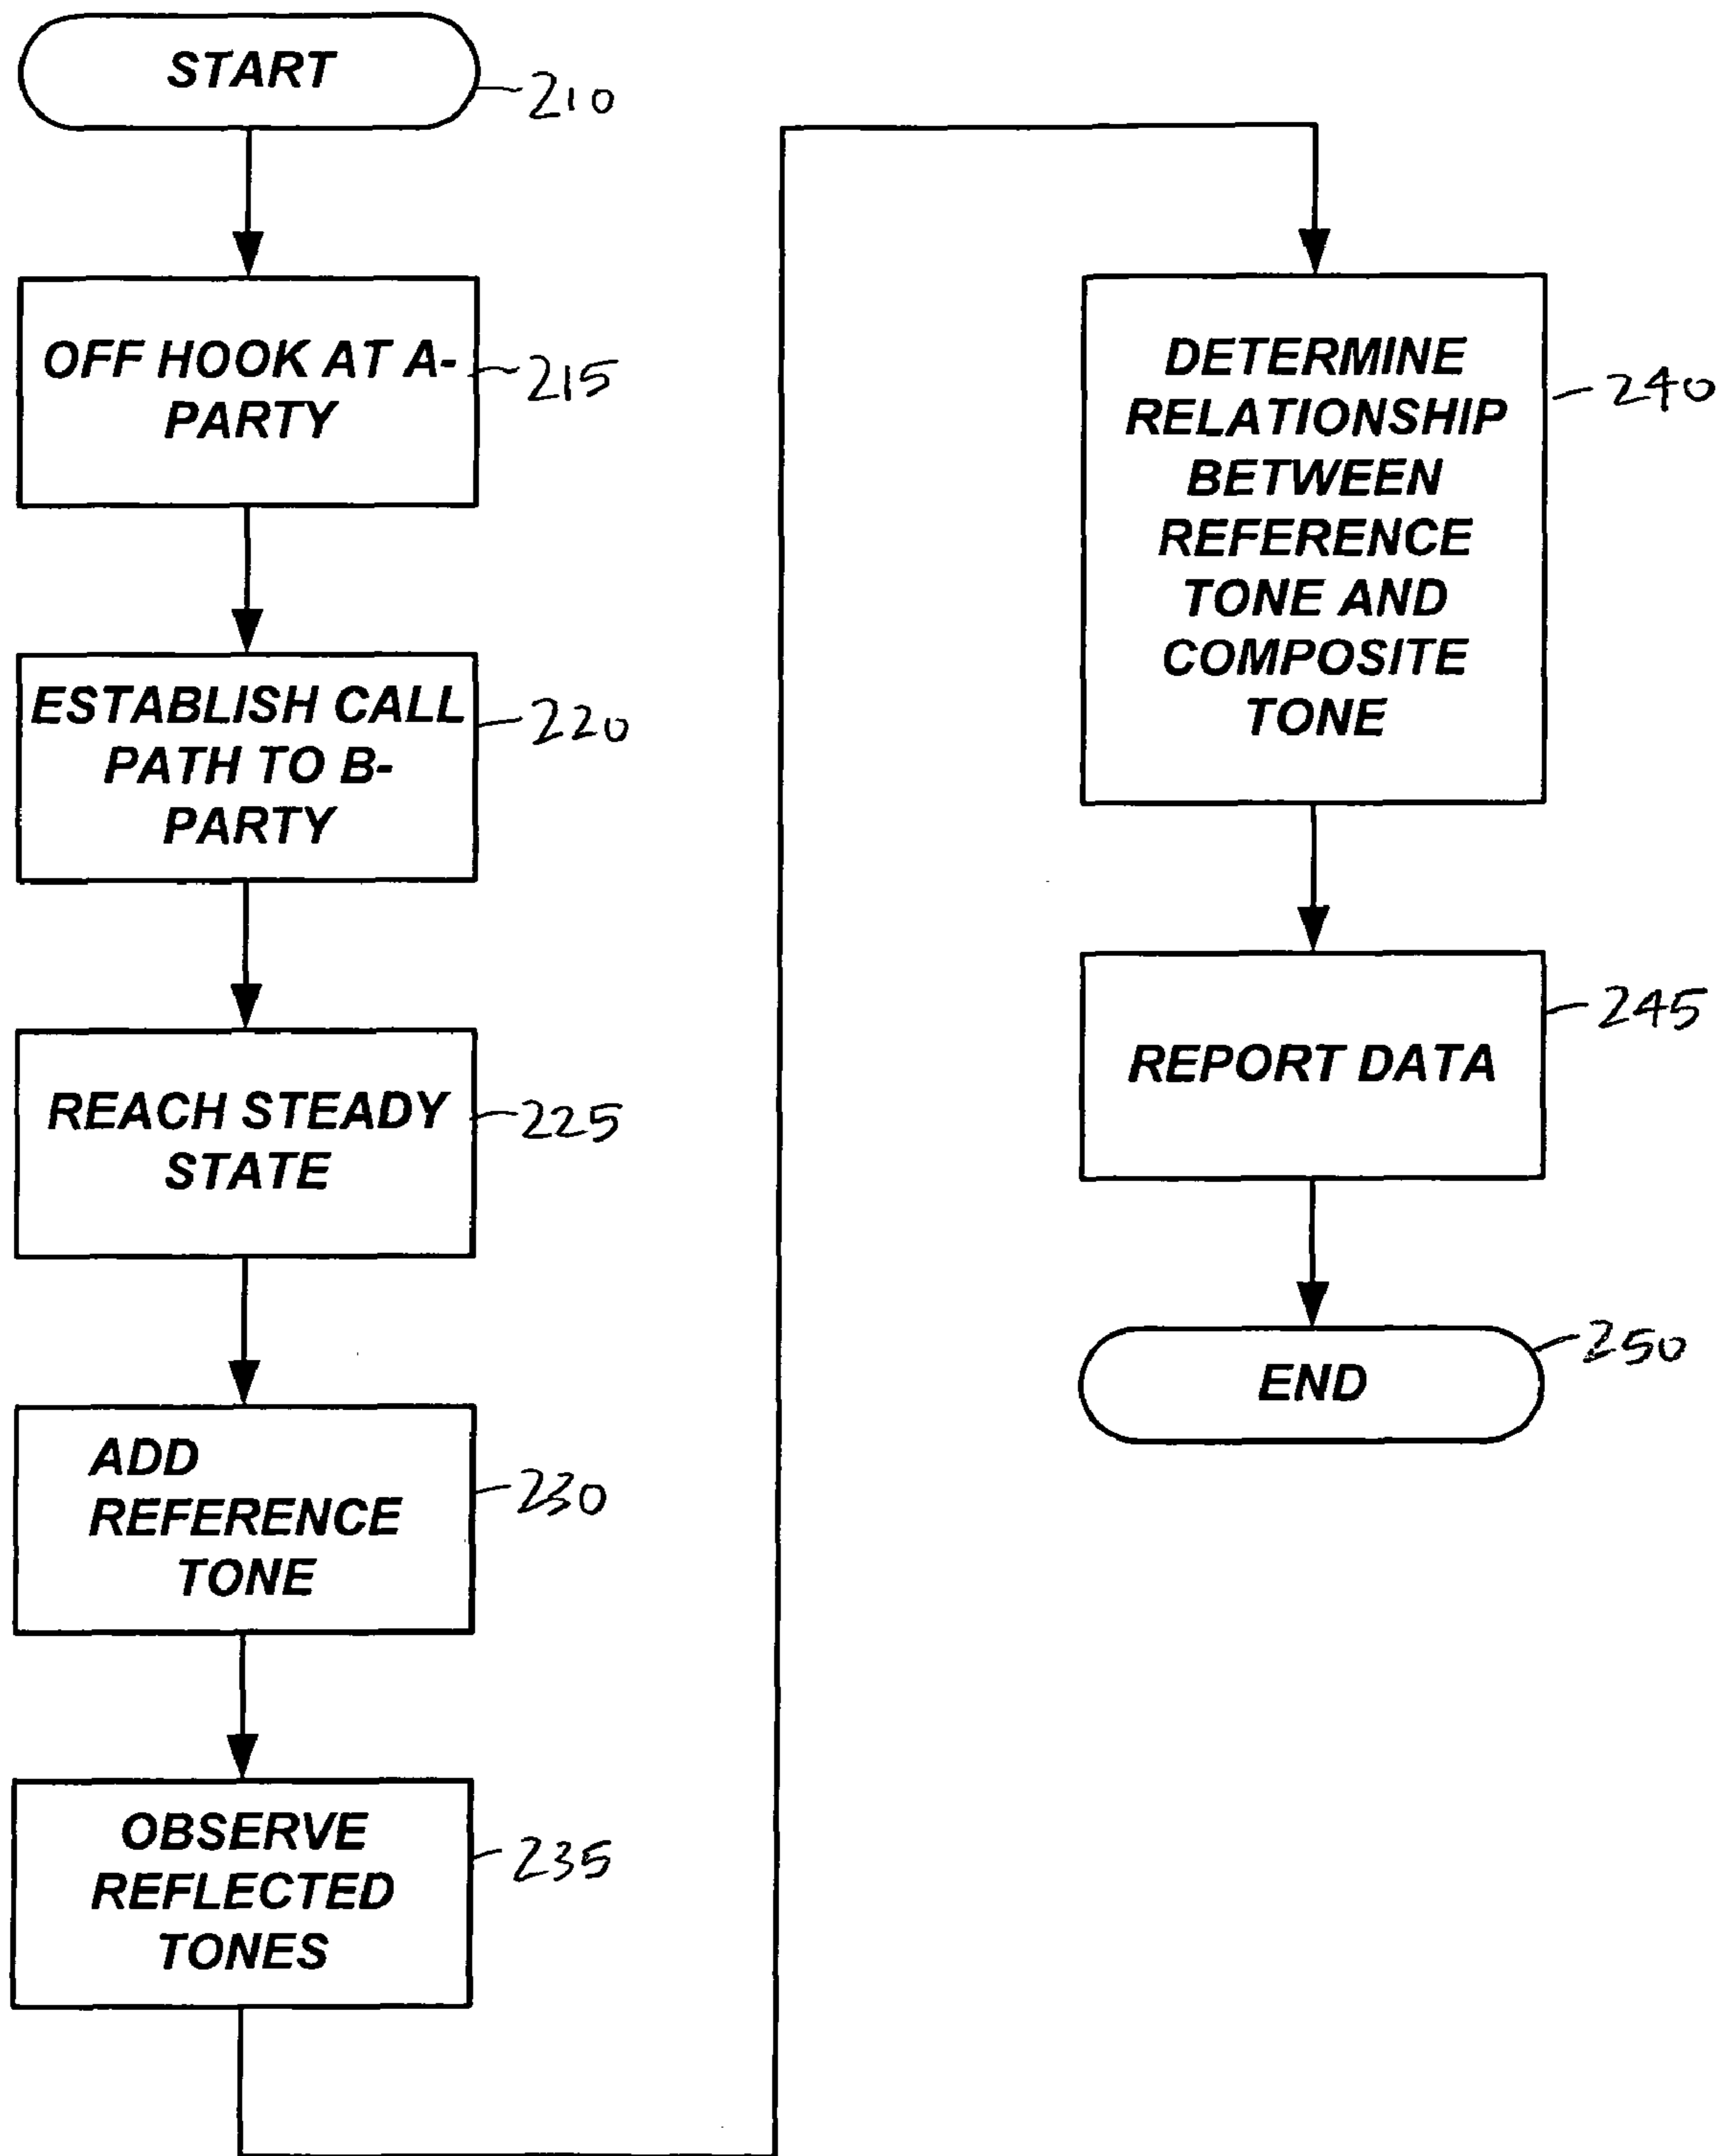 START
210
OFF HOOK AT A-
PARTY
215
ESTABLISH CALL
PATH TO B-
PARTY
220
REACH STEADY
STATE
225
ADD
REFERENCE
TONE
230
OBSERVE
REFLECTED
TONES
235
DETERMINE
RELATIONSHIP
BETWEEN
REFERENCE
TONE AND
COMPOSITE
TONE
240
REPORT DATA
245
END
250